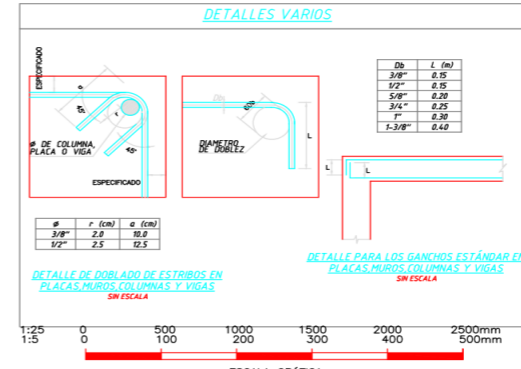 DETALLES VARIOS
ESPECIFICADO
a
45°
r
Ø DE COLUMNA,
PLACA O VIGA
45°
ESPECIFICADO
DIAMETRO
DE DOBLEZ
L
Db L (m)
3/8" 0.15
1/2" 0.15
5/8" 0.20
3/4" 0.25
1" 0.30
1-3/8" 0.40
L
L
ø r (cm) a (cm)
3/8" 2.0 10.0
1/2" 2.5 12.5
DETALLE DE DOBLADO DE ESTRIBOS EN
PLACAS,MUROS,COLUMNAS Y VIGAS
SIN ESCALA
DETALLE PARA LOS GANCHOS ESTÁNDAR EN
PLACAS,MUROS,COLUMNAS Y VIGAS
SIN ESCALA
1:25 500 1000 1500 2000 2500mm
1:5 0 100 200 300 400 500